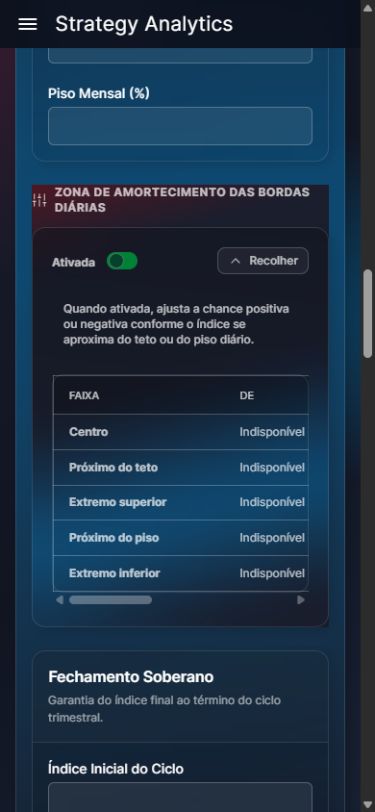 Strategy Analytics
Piso Mensal (%)
ZONA DE AMORTECIMENTO DAS BORDAS
DIÁRIAS
Ativada
Recolher
Quando ativada, ajusta a chance positiva
ou negativa conforme o índice se
aproxima do teto ou do piso diário.
FAIXA DE
Centro Indisponível
Próximo do teto Indisponível
Extremo superior Indisponível
Próximo do piso Indisponível
Extremo inferior Indisponível
Fechamento Soberano
Garantia do índice final ao término do ciclo
trimestral.
Índice Inicial do Ciclo